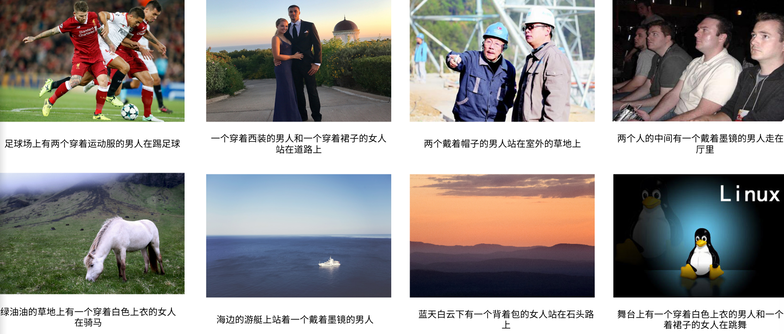 足球场上有两个穿着运动服的男人在踢足球
一个穿着西装的男人和一个穿着裙子的女人
站在道路上
两个戴着帽子的男人站在室外的草地上
两个人的中间有一个戴着墨镜的男人走在
厅里
Linux
绿油油的草地上有一个穿着白色上衣的女人
在骑马
海边的游艇上站着一个戴着墨镜的男人
蓝天白云下有一个背着包的女人站在石头路
上
舞台上有一个穿着白色上衣的男人和一个
着裙子的女人在跳舞